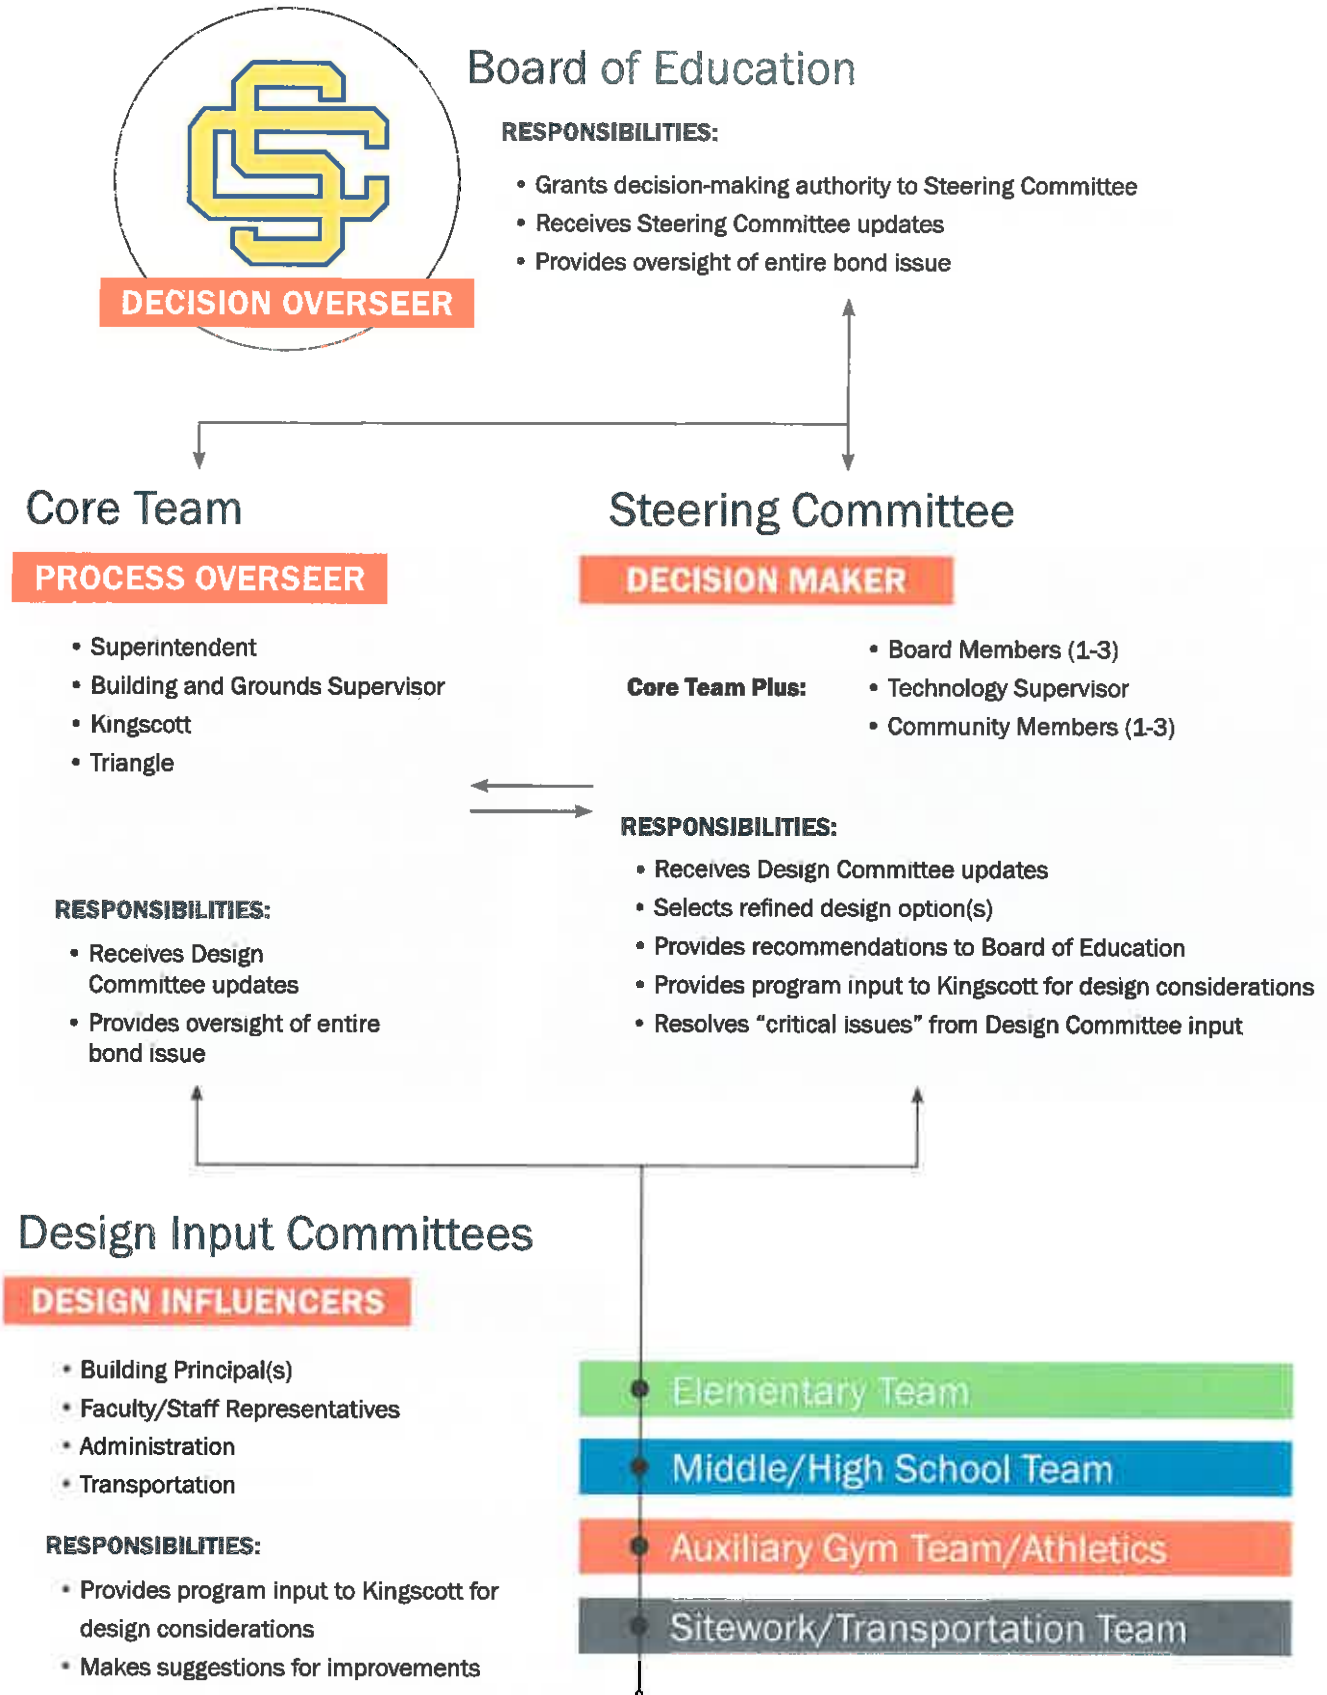 Board of Education
RESPONSIBILITIES:
• Grants decision-making authority to Steering Committee
• Receives Steering Committee updates
• Provides oversight of entire bond issue
SC
DECISION OVERSEER
Core Team
PROCESS OVERSEER
• Superintendent
• Building and Grounds Supervisor
• Kingscott
• Triangle
RESPONSIBILITIES:
• Receives Design
Committee updates
• Provides oversight of entire
bond issue
Steering Committee
DECISION MAKER
Core Team Plus:
• Board Members (1-3)
• Technology Supervisor
• Community Members (1-3)
RESPONSIBILITIES:
• Receives Design Committee updates
• Selects refined design option(s)
• Provides recommendations to Board of Education
• Provides program input to Kingscott for design considerations
• Resolves "critical issues" from Design Committee input
Design Input Committees
DESIGN INFLUENCERS
• Building Principal(s)
• Faculty/Staff Representatives
• Administration
• Transportation
RESPONSIBILITIES:
• Provides program input to Kingscott for
design considerations
• Makes suggestions for improvements
Elementary Team
Middle/High School Team
Auxiliary Gym Team/Athletics
Sitework/Transportation Team